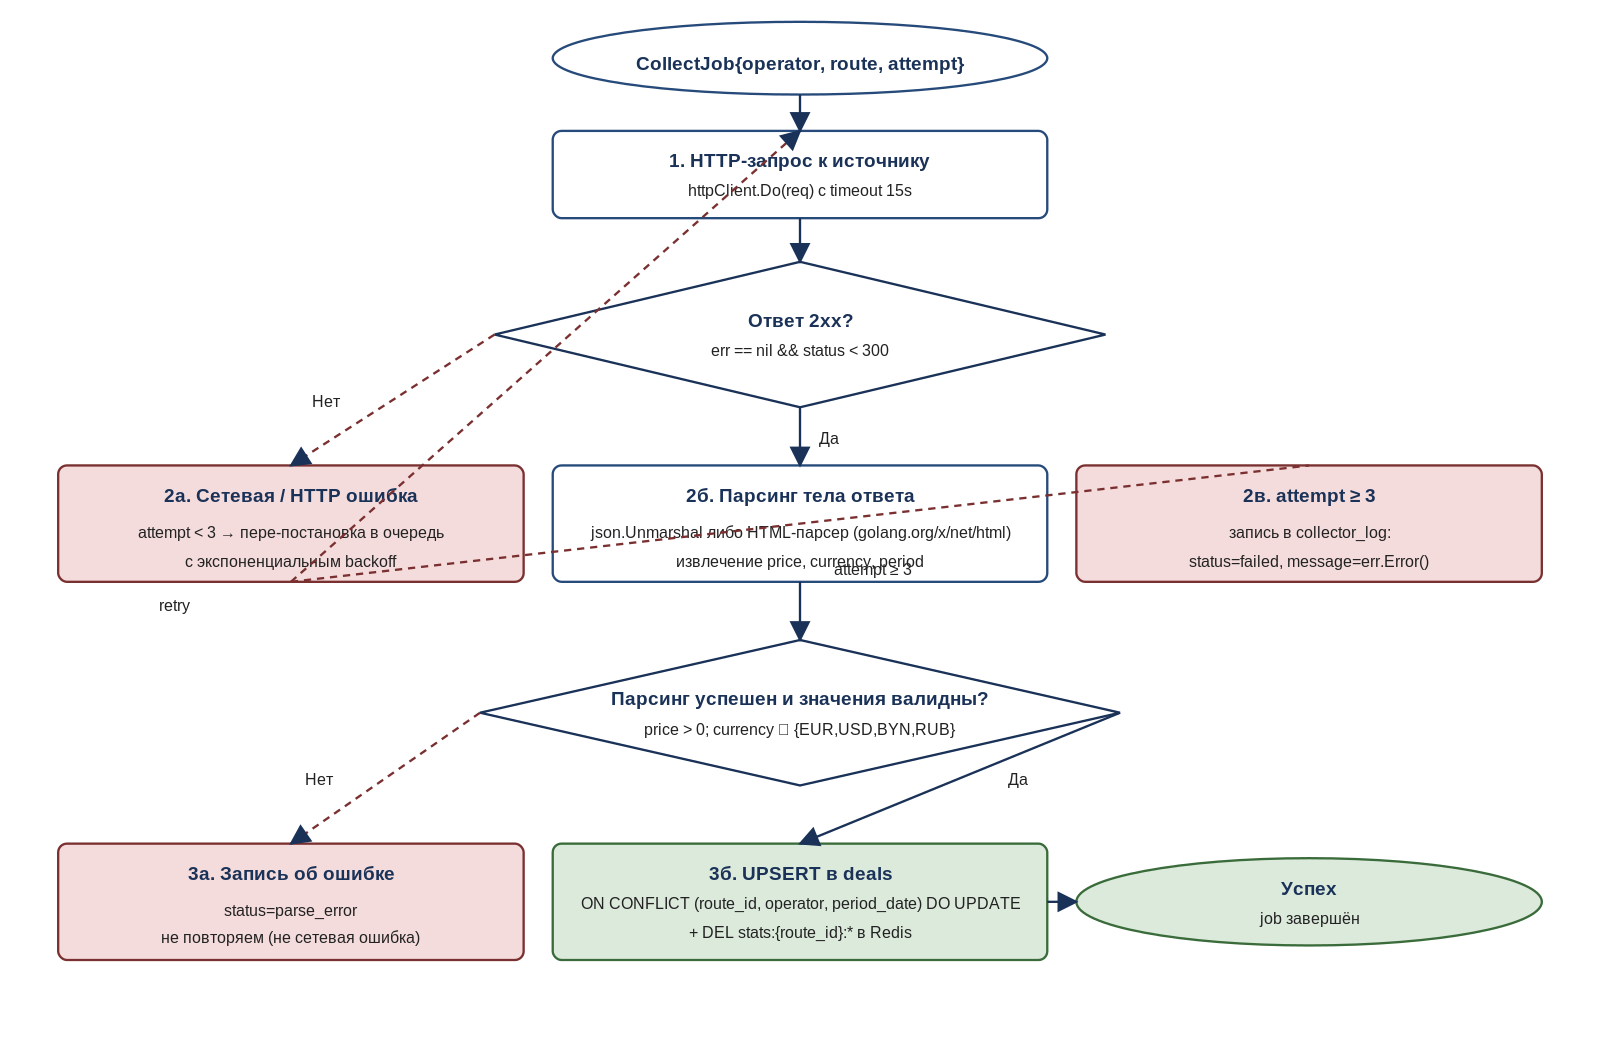 CollectJob{operator, route, attempt}
1. HTTP-запрос к источнику
httpClient.Do(req) с timeout 15s
Ответ 2xx?
err == nil && status < 300
Нет
Да
2а. Сетевая / HTTP ошибка
attempt < 3 → пере-постановка в очередь
с экспоненциальным backoff
2б. Парсинг тела ответа
json.Unmarshal либо HTML-парсер (golang.org/x/net/html)
извлечение price, currency, period
2в. attempt ≥ 3
запись в collector_log:
status=failed, message=err.Error()
attempt ≥ 3
retry
Парсинг успешен и значения валидны?
price > 0; currency □ {EUR,USD,BYN,RUB}
Нет
Да
3а. Запись об ошибке
status=parse_error
не повторяем (не сетевая ошибка)
3б. UPSERT в deals
ON CONFLICT (route_id, operator, period_date) DO UPDATE
+ DEL stats:{route_id}:* в Redis
Успех
job завершён